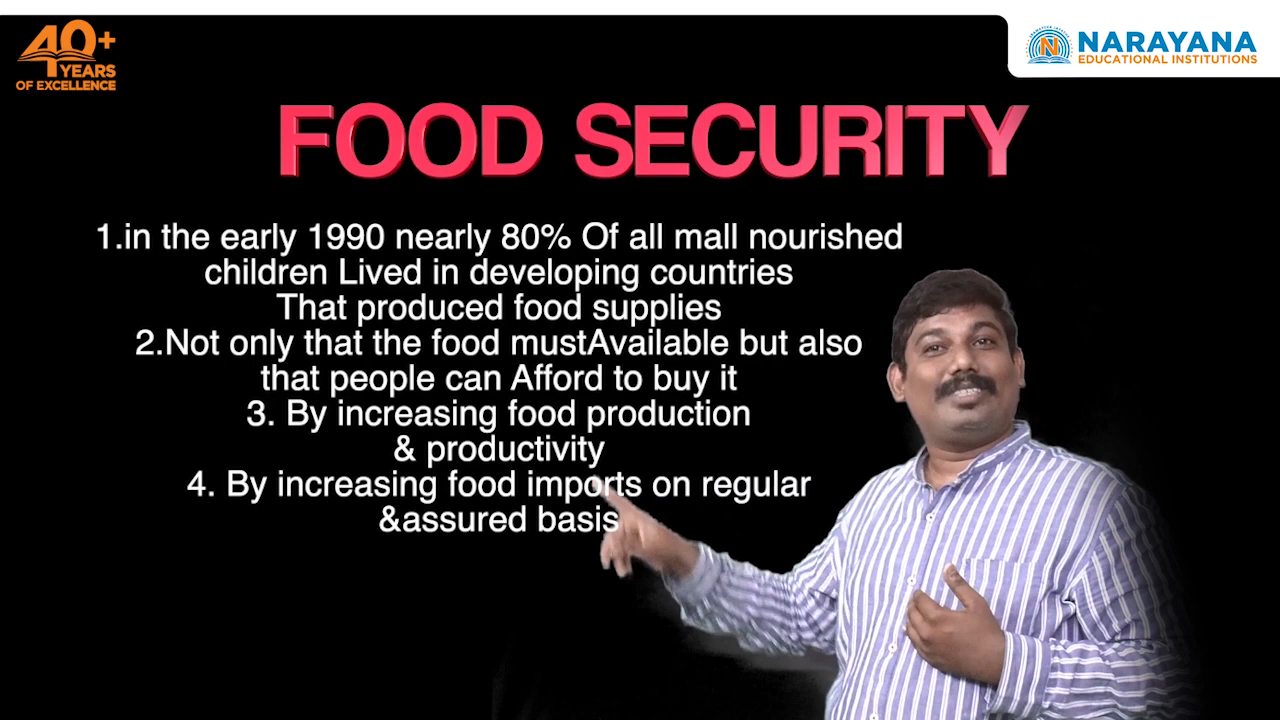 40+
YEARS
OF EXCELLENCE
N
NARAYANA
EDUCATIONAL INSTITUTIONS
FOOD SECURITY
1.in the early 1990 nearly 80% Of all mall nourished
children Lived in developing countries
That produced food supplies
2.Not only that the food mustAvailable but also
that people can Afford to buy it
3. By increasing food production
& productivity
4. By increasing food imports on regular
&assured basis